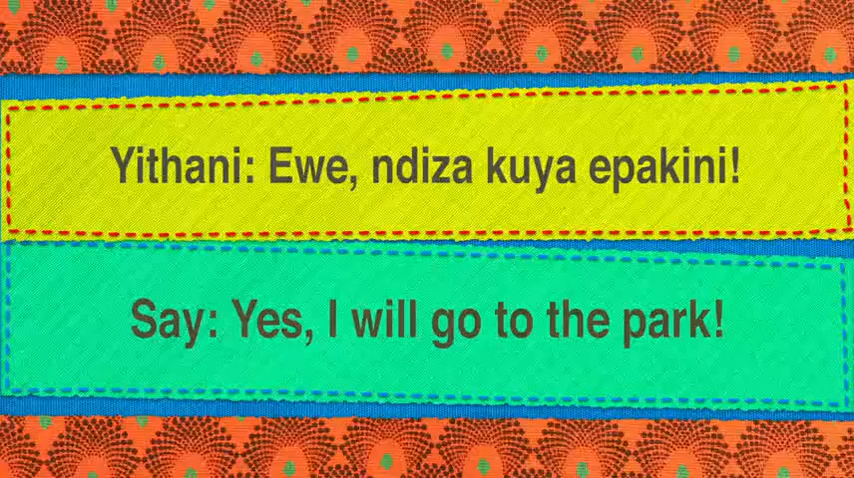 Yithani: Ewe, ndiza kuya epakini!
Say: Yes, I will go to the park!